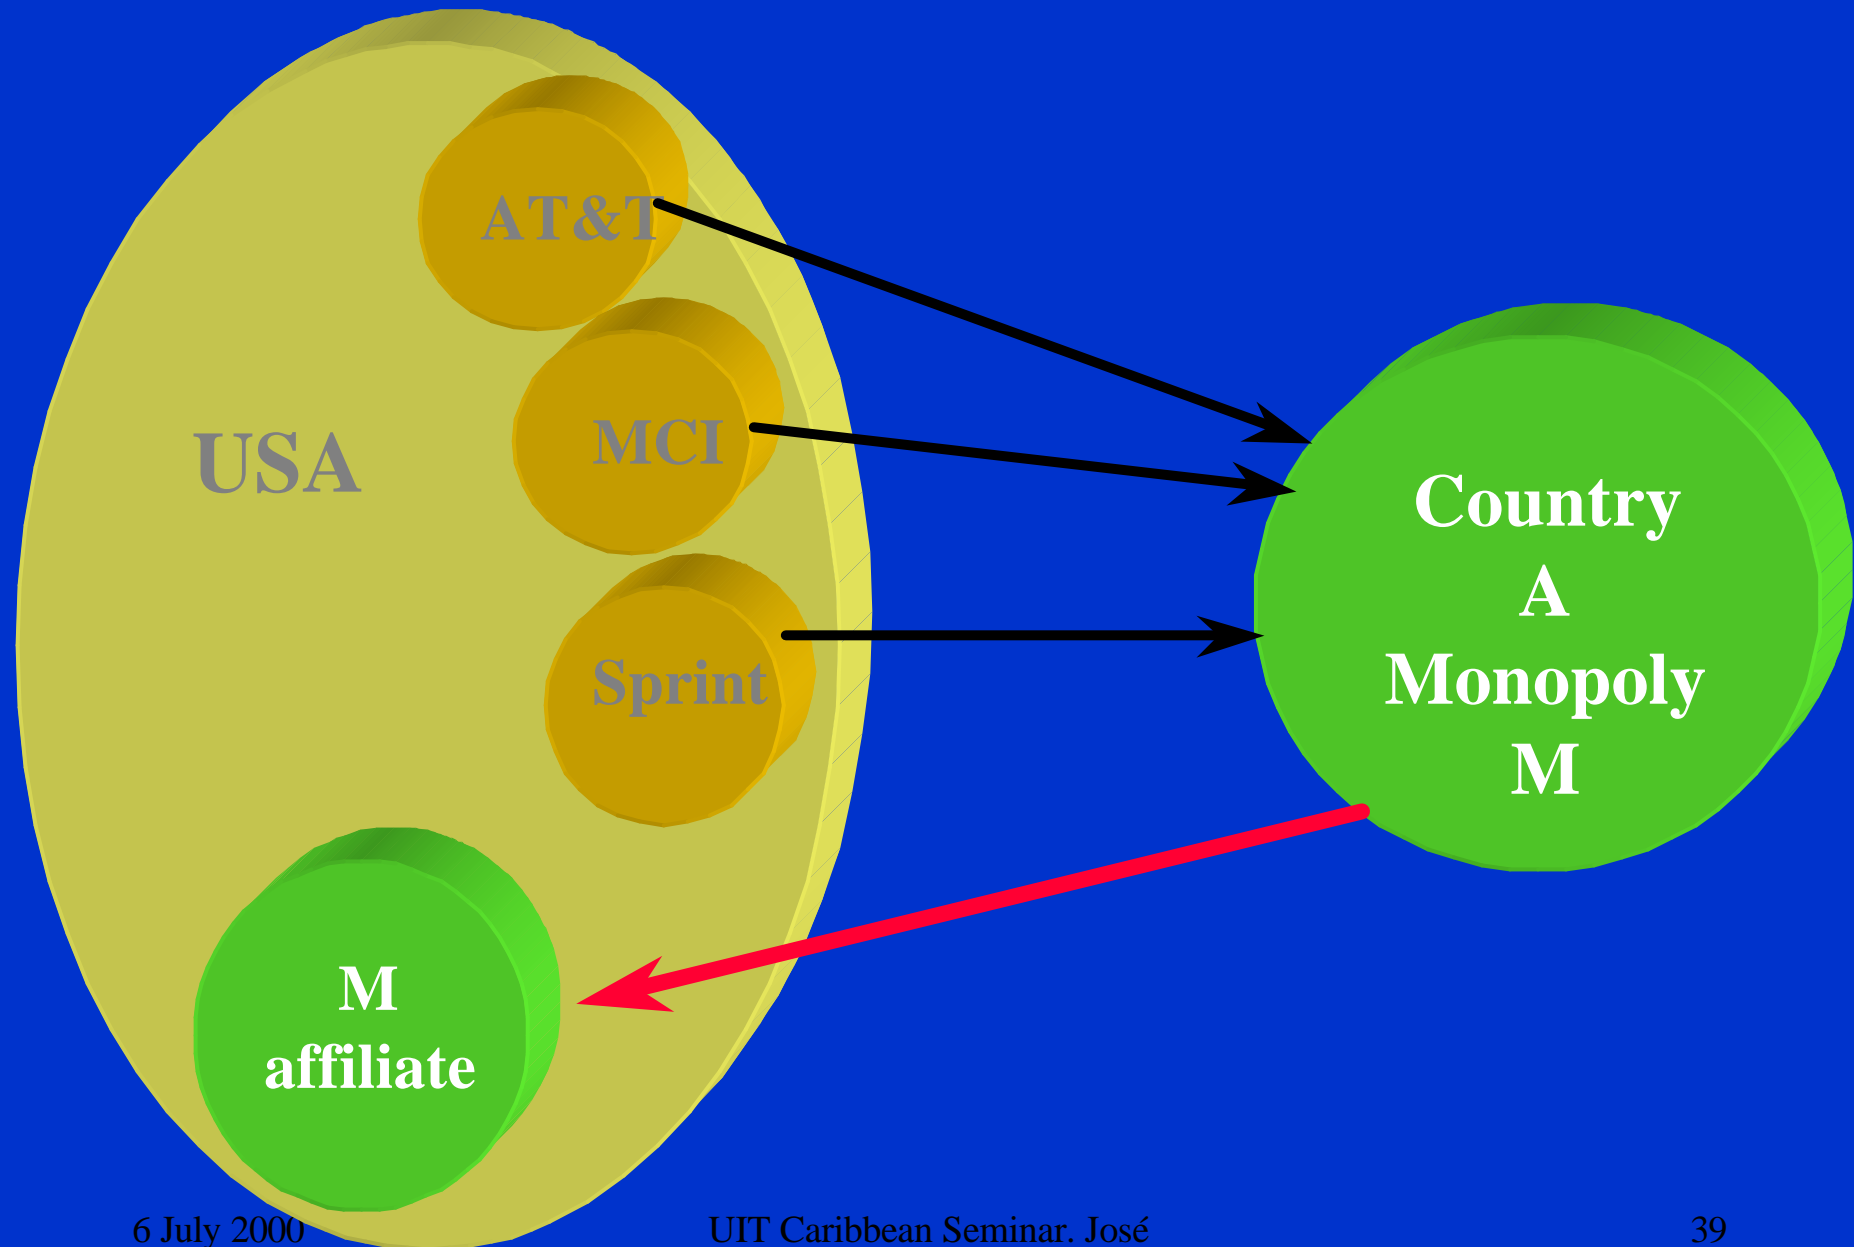 AT&T
MCI
USA
Sprint
M
affiliate
Country
A
Monopoly
M
6 July 2000
UIT Caribbean Seminar. José
39